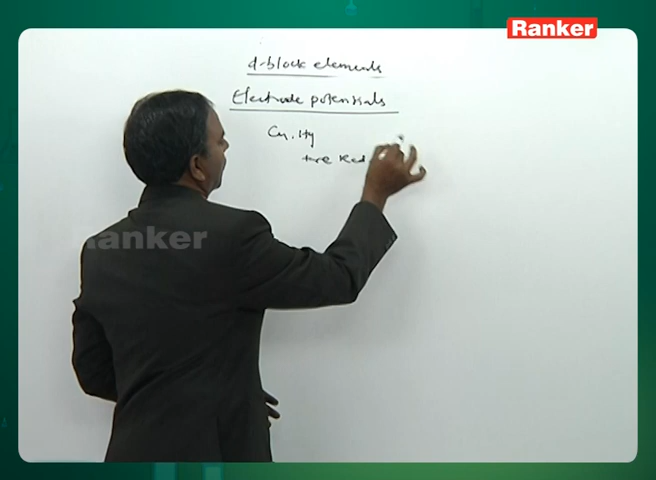 Ranker
d-block elements
Electrode potentials
Cu, Hg
+ve Red
Ranker